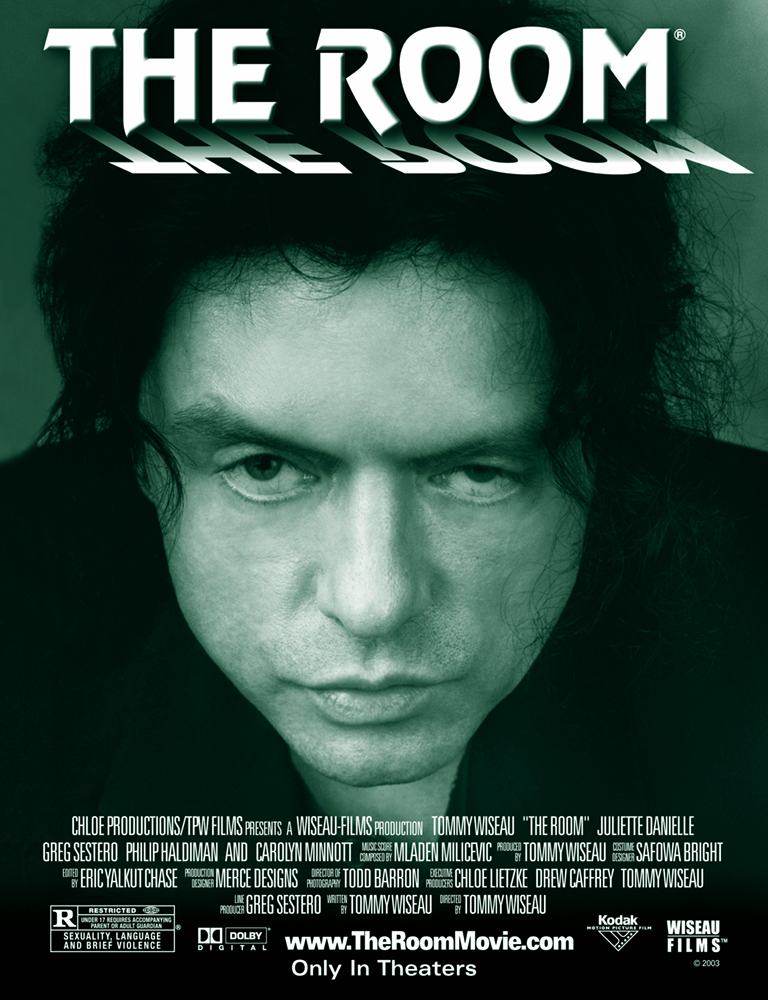 THE ROOM®
THE ROOM
CHLOE PRODUCTIONS/TPW FILMS PRESENTS A WISEAU-FILMS PRODUCTION TOMMY WISEAU "THE ROOM" JULIETTE DANIELLE
GREG SESTERO PHILIP HALDIMAN AND CAROLYN MINNOTT MUSIC SCORE COMPOSED BY MLADEN MILICEVIC PRODUCED BY TOMMY WISEAU COSTUME DESIGNER SAFOWA BRIGHT
EDITED BY ERIC YALKUT CHASE PRODUCTION DESIGNER MERCE DESIGNS DIRECTOR OF PHOTOGRAPHY TODD BARRON EXECUTIVE PRODUCERS CHLOE LIETZKE DREW CAFFREY TOMMY WISEAU
LINE PRODUCER GREG SESTERO WRITTEN BY TOMMY WISEAU DIRECTED BY TOMMY WISEAU
R RESTRICTED
UNDER 17 REQUIRES ACCOMPANYING
PARENT OR ADULT GUARDIAN
SEXUALITY, LANGUAGE
AND BRIEF VIOLENCE
®
DOLBY
DIGITAL
www.TheRoomMovie.com
Only In Theaters
Kodak
MOTION PICTURE FILM
WISEAU
FILMS™
© 2003